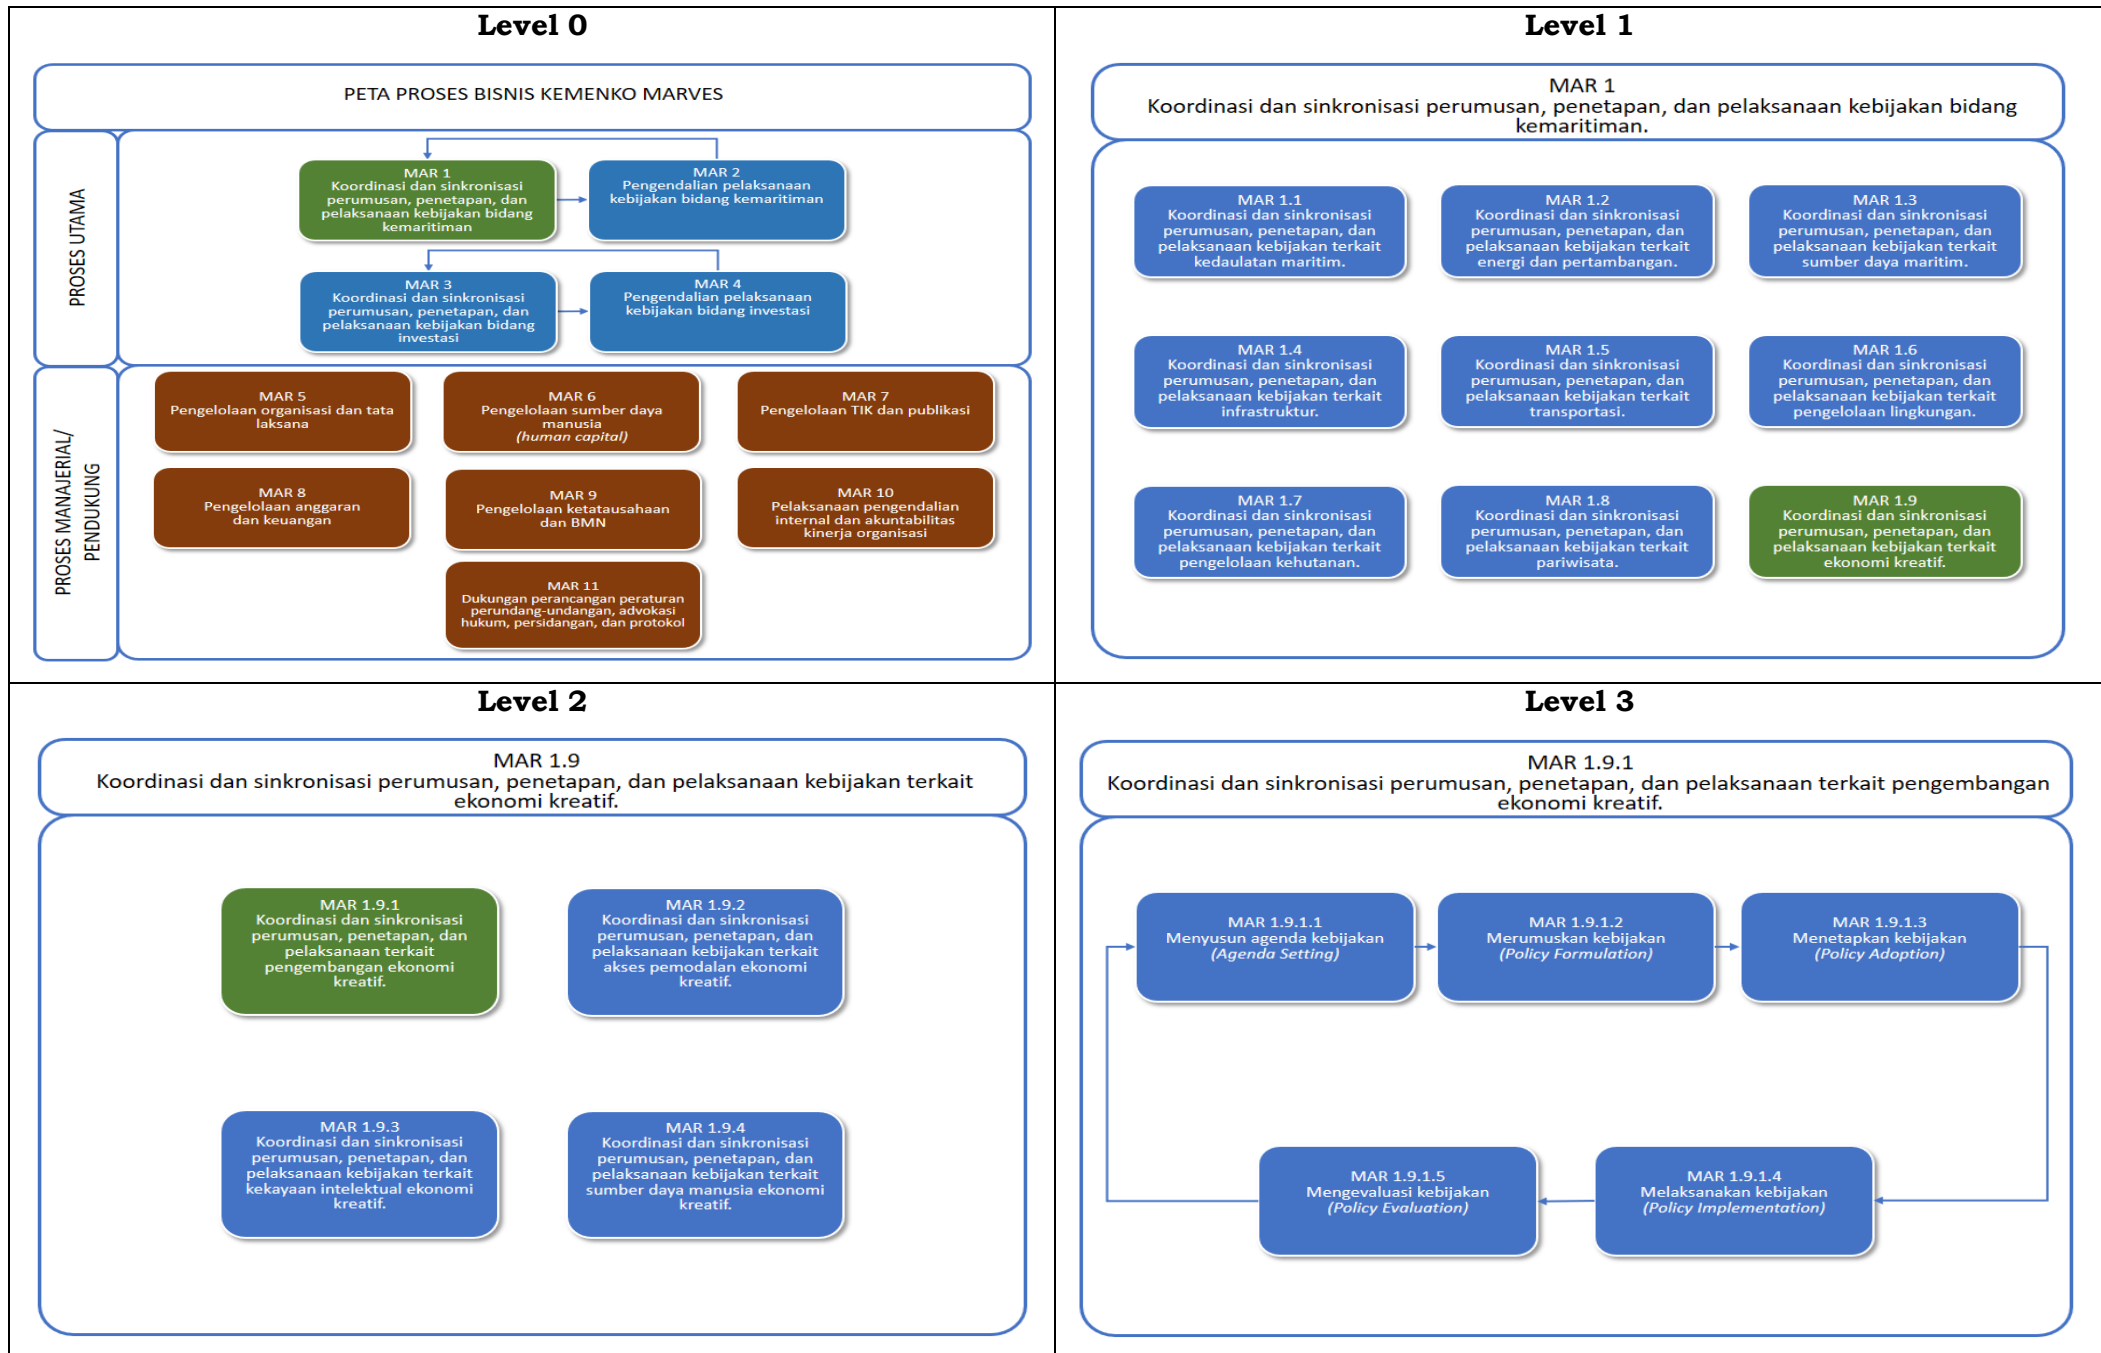 Level 0
PETA PROSES BISNIS KEMENKO MARVES
PROSES UTAMA
MAR 1
Koordinasi dan sinkronisasi
perumusan, penetapan, dan
pelaksanaan kebijakan bidang
kemaritiman
MAR 2
Pengendalian pelaksanaan
kebijakan bidang kemaritiman
MAR 3
Koordinasi dan sinkronisasi
perumusan, penetapan, dan
pelaksanaan kebijakan bidang
investasi
MAR 4
Pengendalian pelaksanaan
kebijakan bidang investasi
PROSES MANAJERIAL/
PENDUKUNG
MAR 5
Pengelolaan organisasi dan tata
laksana
MAR 6
Pengelolaan sumber daya
manusia
(human capital)
MAR 7
Pengelolaan TIK dan publikasi
MAR 8
Pengelolaan anggaran
dan keuangan
MAR 9
Pengelolaan ketatausahaan
dan BMN
MAR 10
Pelaksanaan pengendalian
internal dan akuntabilitas
kinerja organisasi
MAR 11
Dukungan perancangan peraturan
perundang-undangan, advokasi
hukum, persidangan, dan protokol
Level 1
MAR 1
Koordinasi dan sinkronisasi perumusan, penetapan, dan pelaksanaan kebijakan bidang
kemaritiman.
MAR 1.1
Koordinasi dan sinkronisasi
perumusan, penetapan, dan
pelaksanaan kebijakan terkait
kedaulatan maritim.
MAR 1.2
Koordinasi dan sinkronisasi
perumusan, penetapan, dan
pelaksanaan kebijakan terkait
energi dan pertambangan.
MAR 1.3
Koordinasi dan sinkronisasi
perumusan, penetapan, dan
pelaksanaan kebijakan terkait
sumber daya maritim.
MAR 1.4
Koordinasi dan sinkronisasi
perumusan, penetapan, dan
pelaksanaan kebijakan terkait
infrastruktur.
MAR 1.5
Koordinasi dan sinkronisasi
perumusan, penetapan, dan
pelaksanaan kebijakan terkait
transportasi.
MAR 1.6
Koordinasi dan sinkronisasi
perumusan, penetapan, dan
pelaksanaan kebijakan terkait
pengelolaan lingkungan.
MAR 1.7
Koordinasi dan sinkronisasi
perumusan, penetapan, dan
pelaksanaan kebijakan terkait
pengelolaan kehutanan.
MAR 1.8
Koordinasi dan sinkronisasi
perumusan, penetapan, dan
pelaksanaan kebijakan terkait
pariwisata.
MAR 1.9
Koordinasi dan sinkronisasi
perumusan, penetapan, dan
pelaksanaan kebijakan terkait
ekonomi kreatif.
Level 2
MAR 1.9
Koordinasi dan sinkronisasi perumusan, penetapan, dan pelaksanaan kebijakan terkait
ekonomi kreatif.
MAR 1.9.1
Koordinasi dan sinkronisasi
perumusan, penetapan, dan
pelaksanaan terkait
pengembangan ekonomi
kreatif.
MAR 1.9.2
Koordinasi dan sinkronisasi
perumusan, penetapan, dan
pelaksanaan kebijakan terkait
akses pemodalan ekonomi
kreatif.
MAR 1.9.3
Koordinasi dan sinkronisasi
perumusan, penetapan, dan
pelaksanaan kebijakan terkait
kekayaan intelektual ekonomi
kreatif.
MAR 1.9.4
Koordinasi dan sinkronisasi
perumusan, penetapan, dan
pelaksanaan kebijakan terkait
sumber daya manusia ekonomi
kreatif.
Level 3
MAR 1.9.1
Koordinasi dan sinkronisasi perumusan, penetapan, dan pelaksanaan terkait pengembangan
ekonomi kreatif.
MAR 1.9.1.1
Menyusun agenda kebijakan
(Agenda Setting)
MAR 1.9.1.2
Merumuskan kebijakan
(Policy Formulation)
MAR 1.9.1.3
Menetapkan kebijakan
(Policy Adoption)
MAR 1.9.1.5
Mengevaluasi kebijakan
(Policy Evaluation)
MAR 1.9.1.4
Melaksanakan kebijakan
(Policy Implementation)